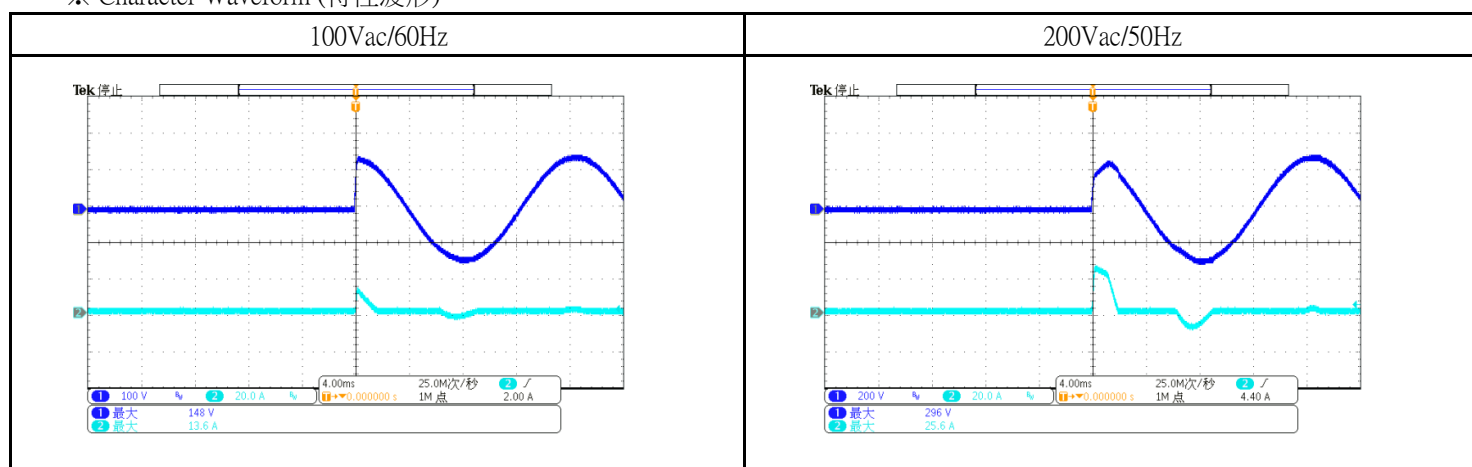 ※ Character Waveform (特性波形)
100Vac/60Hz
200Vac/50Hz
Tek 停止
T
T
1
2
4.00ms 25.0M次/秒 2 /
1 100 V 2 20.0 A T→▼0.000000 s 1M 点 2.00 A
1 最大 148 V
2 最大 13.6 A
Tek 停止
T
T
1
2
4.00ms 25.0M次/秒 2 /
1 200 V 2 20.0 A T→▼0.000000 s 1M 点 4.40 A
1 最大 296 V
2 最大 25.6 A